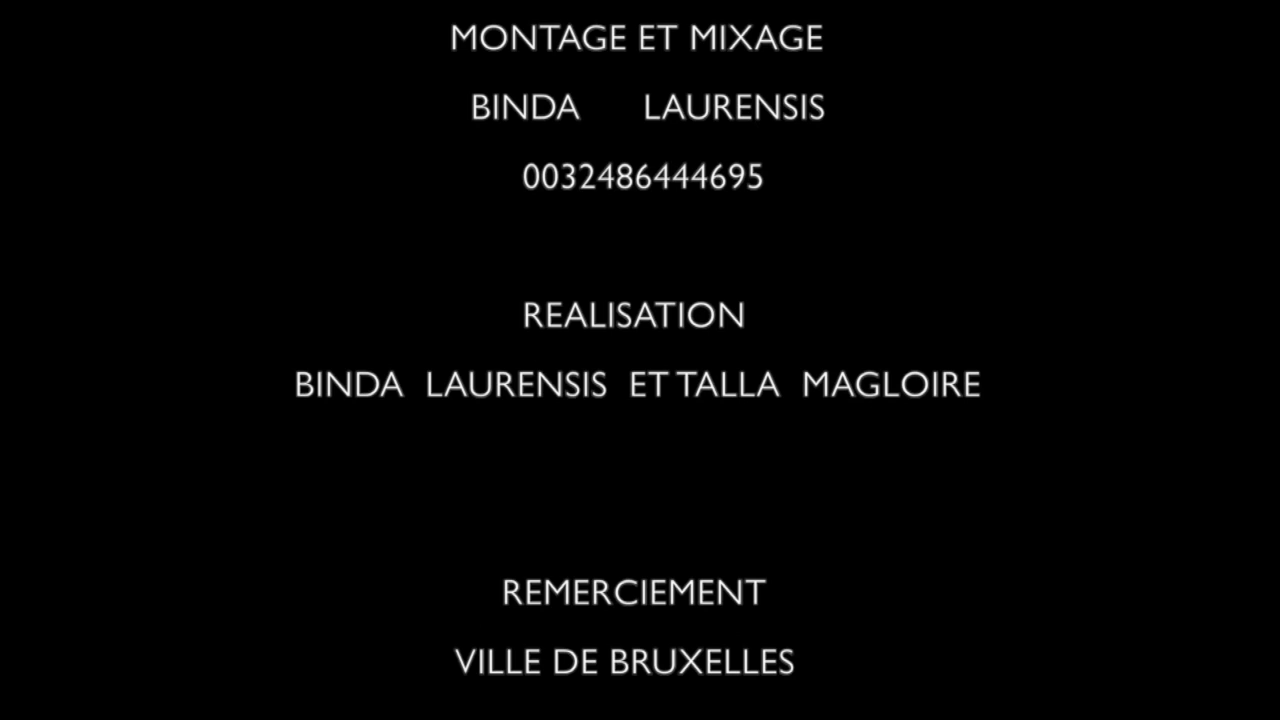 MONTAGE ET MIXAGE
BINDA LAURENSIS
0032486444695
REALISATION
BINDA LAURENSIS ET TALLA MAGLOIRE
REMERCIEMENT
VILLE DE BRUXELLES